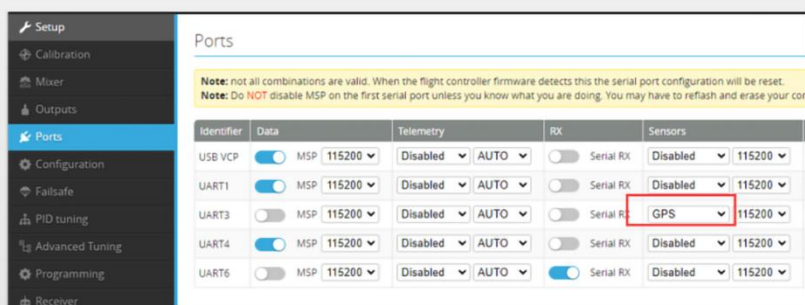 Setup
Calibration
Mixer
Outputs
Ports
Configuration
Failsafe
PID tuning
Advanced Tuning
Programming
Receiver
Ports
Note: not all combinations are valid. When the flight controller firmware detects this the serial port configuration will be reset.
Note: Do NOT disable MSP on the first serial port unless you know what you are doing. You may have to reflash and erase your con
Identifier Data Telemetry RX Sensors
USB VCP MSP 115200 Disabled AUTO Serial RX Disabled 115200
UART1 MSP 115200 Disabled AUTO Serial RX Disabled 115200
UART3 MSP 115200 Disabled AUTO Serial RX GPS 115200
UART4 MSP 115200 Disabled AUTO Serial RX Disabled 115200
UART6 MSP 115200 Disabled AUTO Serial RX Disabled 115200